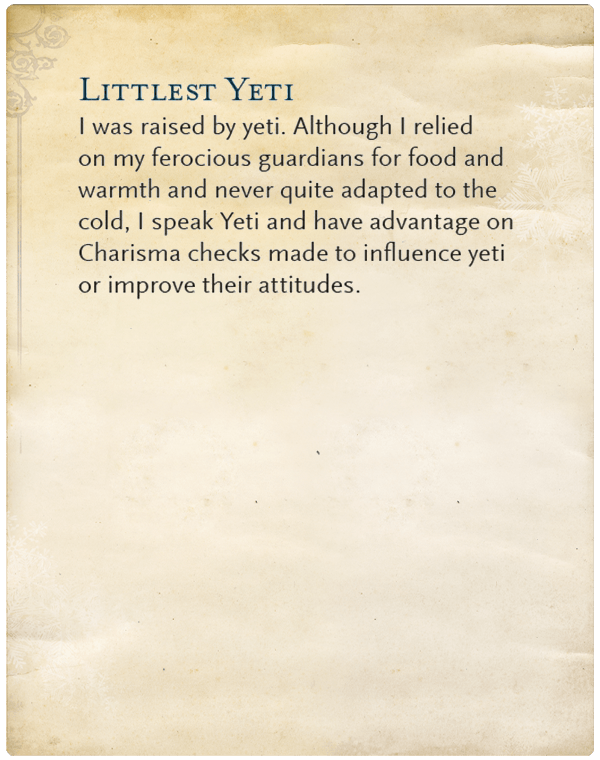 Littlest Yeti
I was raised by yeti. Although I relied
on my ferocious guardians for food and
warmth and never quite adapted to the
cold, I speak Yeti and have advantage on
Charisma checks made to influence yeti
or improve their attitudes.